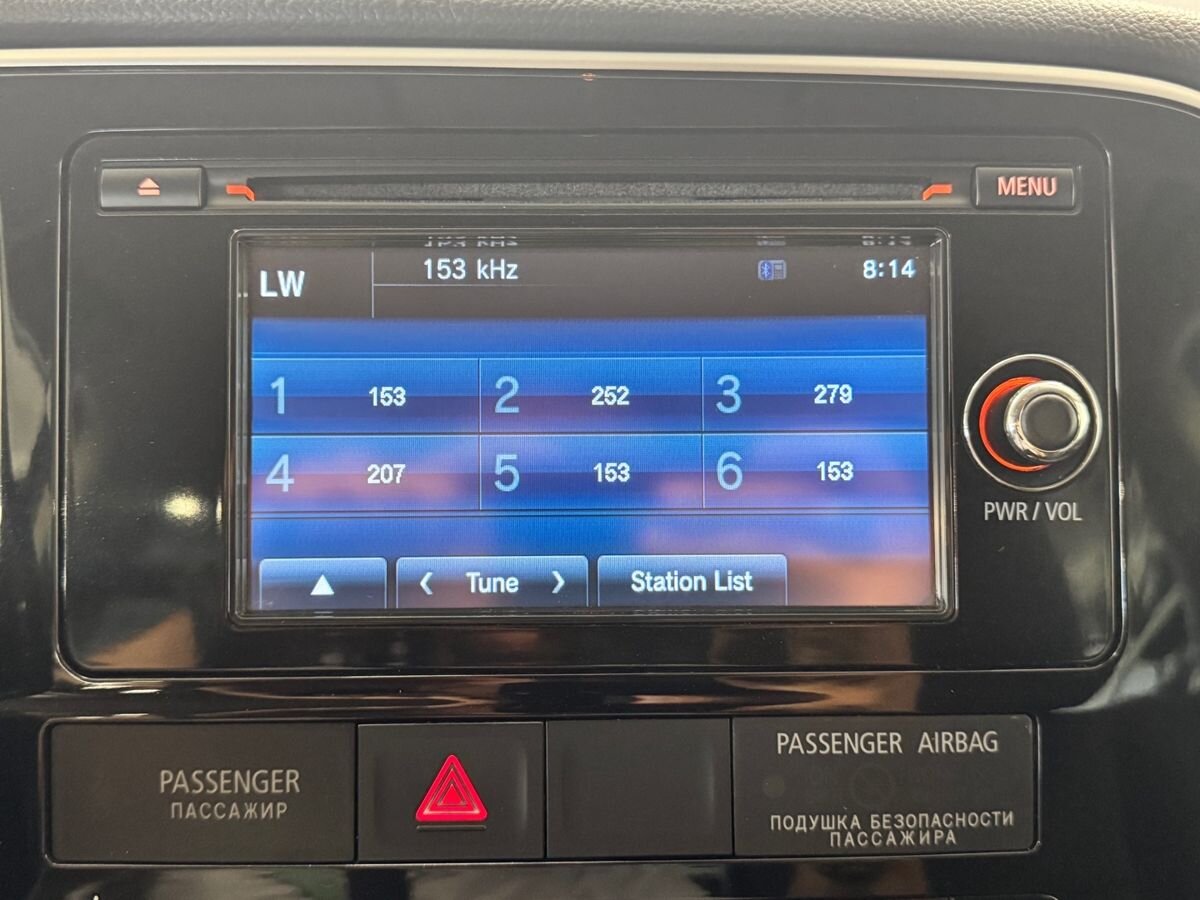 MENU
LW
153 kHz
8:14
1 153
2 252
3 279
4 207
5 153
6 153
Tune
Station List
PWR / VOL
PASSENGER
ПАССАЖИР
PASSENGER AIRBAG
ПОДУШКА БЕЗОПАСНОСТИ
ПАССАЖИРА